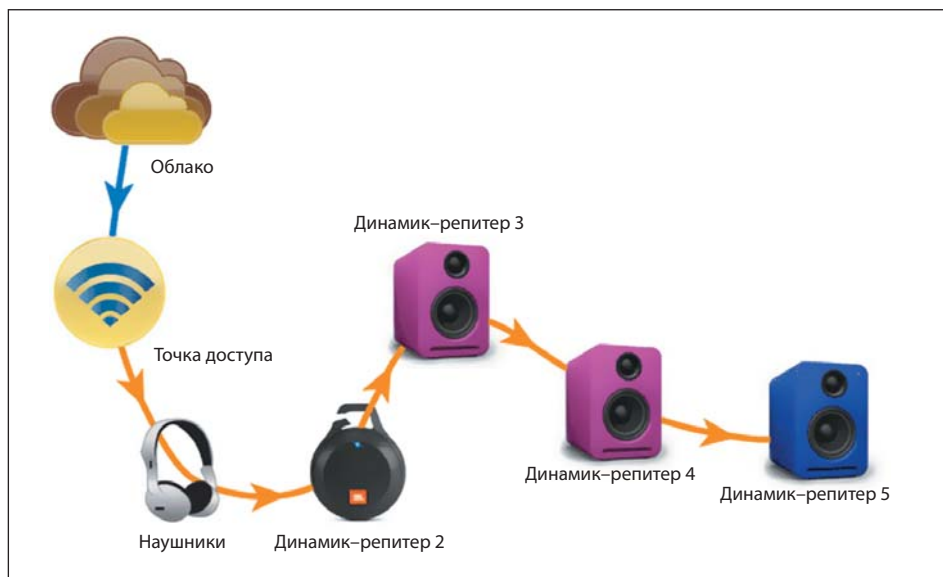 Облако
Динамик–репитер 3
Точка доступа
Динамик–репитер 4
Динамик–репитер 5
Наушники
Динамик–репитер 2
JBL